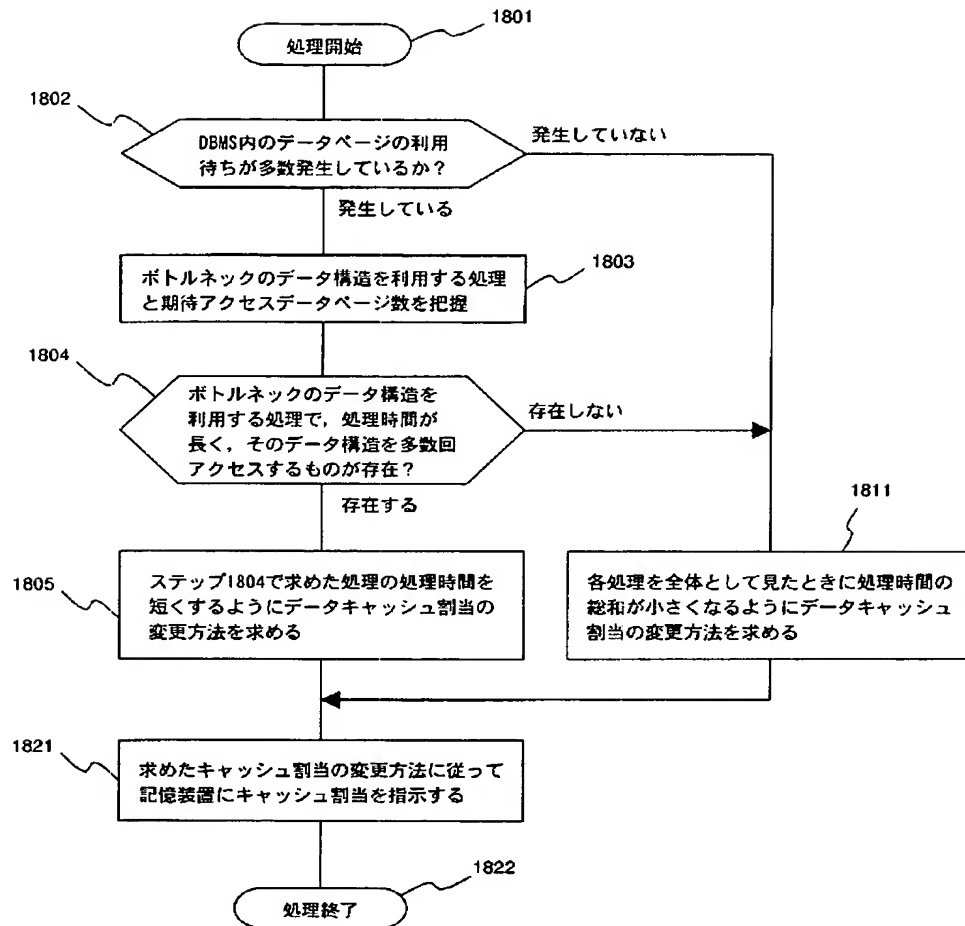 1801
処理開始
1802
DBMS内のデータページの利用
待ちが多数発生しているか?
発生していない
発生している
ボトルネックのデータ構造を利用する処理
と期待アクセスデータページ数を把握
1803
1804
ボトルネックのデータ構造を
利用する処理で,処理時間が
長く,そのデータ構造を多数回
アクセスするものが存在?
存在しない
存在する
1811
1805
ステップ1804で求めた処理の処理時間を
短くするようにデータキャッシュ割当の
変更方法を求める
各処理を全体として見たときに処理時間の
総和が小さくなるようにデータキャッシュ
割当の変更方法を求める
1821
求めたキャッシュ割当の変更方法に従って
記憶装置にキャッシュ割当を指示する
1822
処理終了